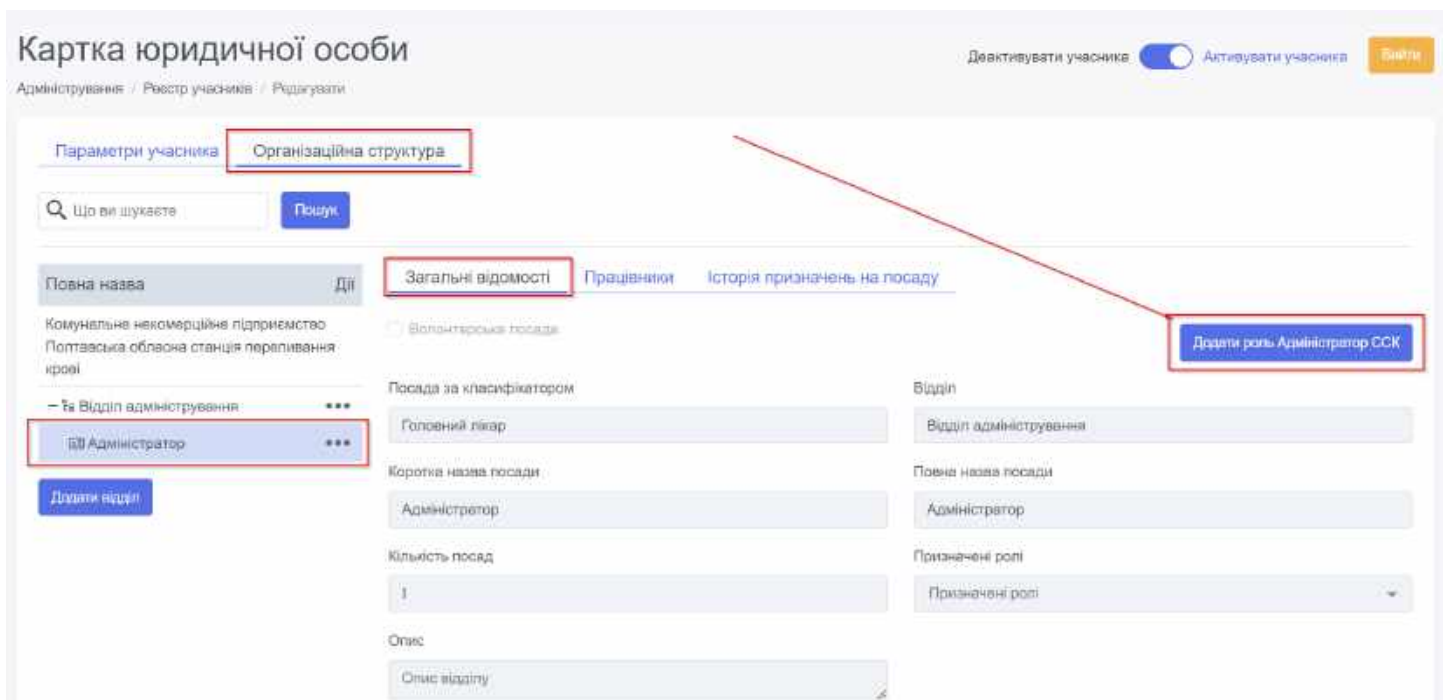 Картка юридичної особи
Деактивувати учасника Активувати учасника Вийти
Адміністрування / Реєстр учасників / Редагувати
Параметри учасника Організаційна структура
Що ви шукаєте Пошук
Повна назва Дії
Загальні відомості Працівники Історія призначень на посаду
Комунальне некомерційне підприємство
Полтавська обласна станція переливання
крові
Волонтерська посада
Додати роль Адміністратор ССК
Посада за класифікатором Відділ
Відділ адміністрування
Головний лікар Відділ адміністрування
Адміністратор
Коротка назва посади Повна назва посади
Додати відділ
Адміністратор Адміністратор
Кількість посад Призначені ролі
1 Призначені ролі
Опис
Опис відділу